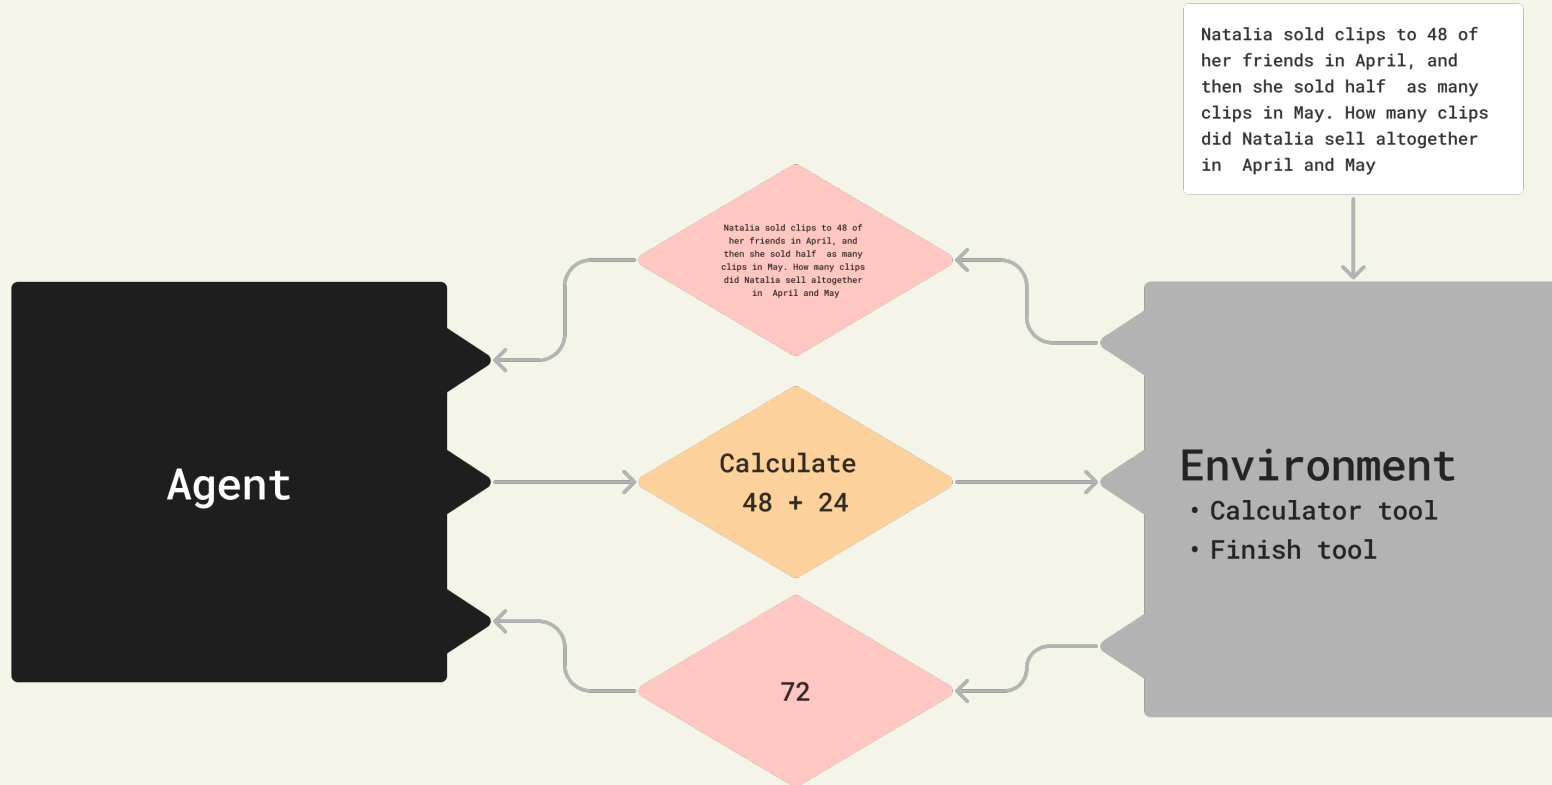 Natalia sold clips to 48 of
her friends in April, and
then she sold half  as many
clips in May. How many clips
did Natalia sell altogether
in  April and May
Natalia sold clips to 48 of
her friends in April, and
then she sold half  as many
clips in May. How many clips
did Natalia sell altogether
in  April and May
Agent
Calculate
48 + 24
Environment
• Calculator tool
• Finish tool
72